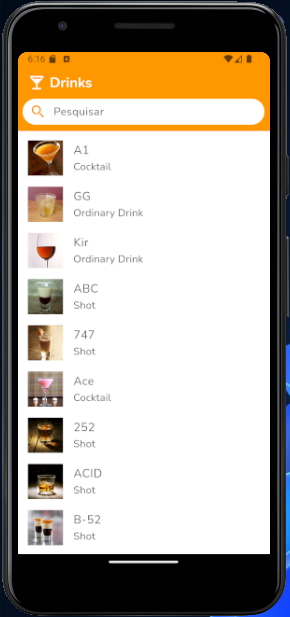 6:16
Drinks
Pesquisar
A1
Cocktail
GG
Ordinary Drink
Kir
Ordinary Drink
ABC
Shot
747
Shot
Ace
Cocktail
252
Shot
ACID
Shot
B-52
Shot